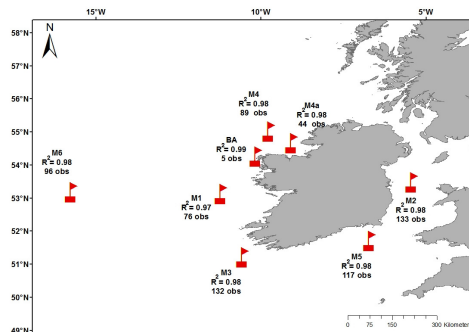 15°W 10°W 5°W
58°N
57°N
56°N
55°N
54°N
53°N
52°N
51°N
50°N
49°N
N
M4
R² = 0.98
89 obs
M4a
R² = 0.98
44 obs
BA
R² = 0.99
5 obs
M6
R² = 0.98
96 obs
M1
R² = 0.97
76 obs
M2
R² = 0.98
133 obs
M3
R² = 0.98
132 obs
M5
R² = 0.98
117 obs
0 75 150 300 Kilometer